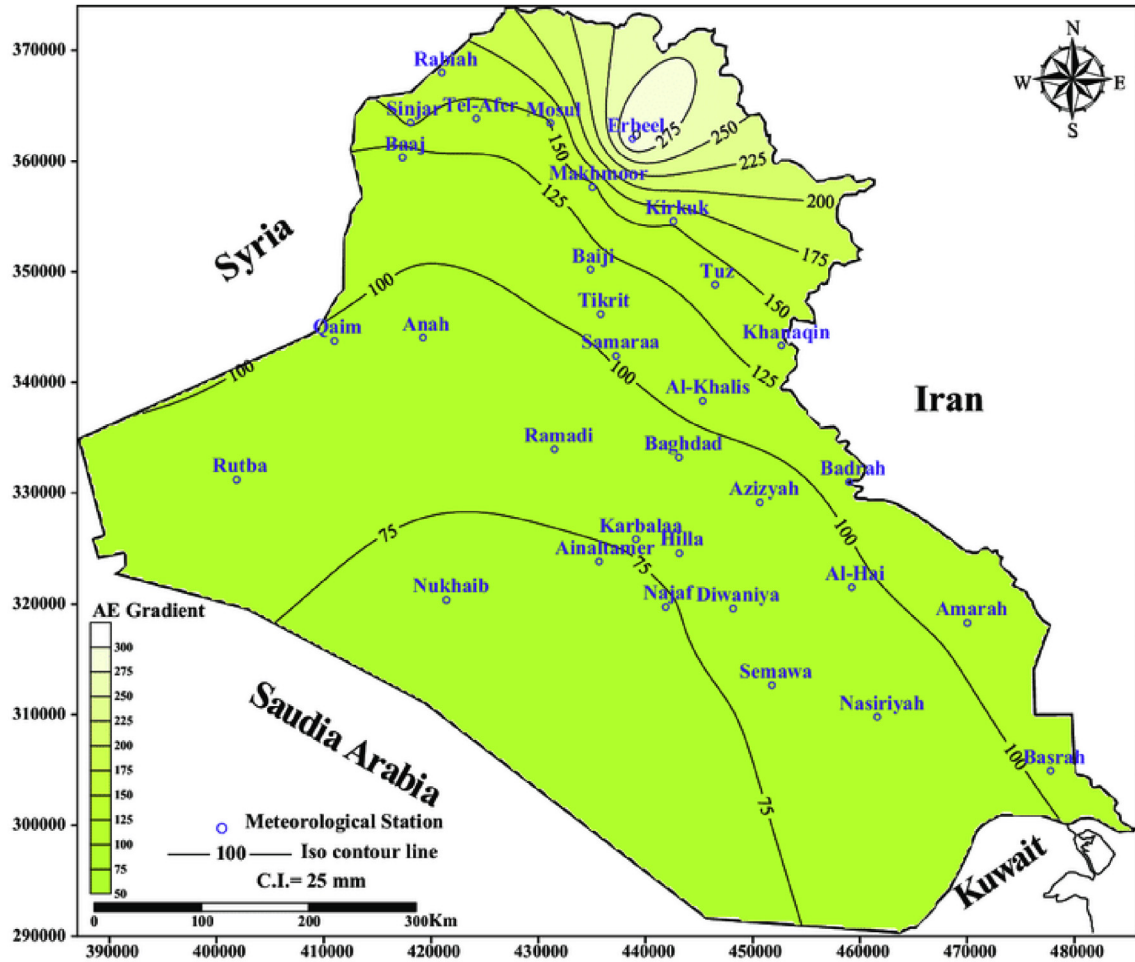 370000
360000
350000
340000
330000
320000
310000
300000
290000
390000
400000
410000
420000
430000
440000
450000
460000
470000
480000
N
W
E
S
Rabiah
Sinjar
Tel-Afer
Mosul
Erbeel
Baaj
Makhmoor
Kirkuk
Baiji
Tuz
Tikrit
Qaim
Anah
Samaraa
Khanaqin
Al-Khalis
Ramadi
Baghdad
Rutba
Badrah
Azizyah
Karbalaa
Hilla
Ainaltamer
Al-Hai
Nukhaib
Najaf
Diwaniya
Amarah
Semawa
Nasiriyah
Basrah
Syria
Iran
Saudia Arabia
Kuwait
275
250
225
200
175
150
150
125
125
100
100
100
100
100
75
75
75
AE Gradient
300
275
250
225
200
175
150
125
100
75
50
Meteorological Station
100 Iso contour line
C.I.= 25 mm
0 100 200 300Km